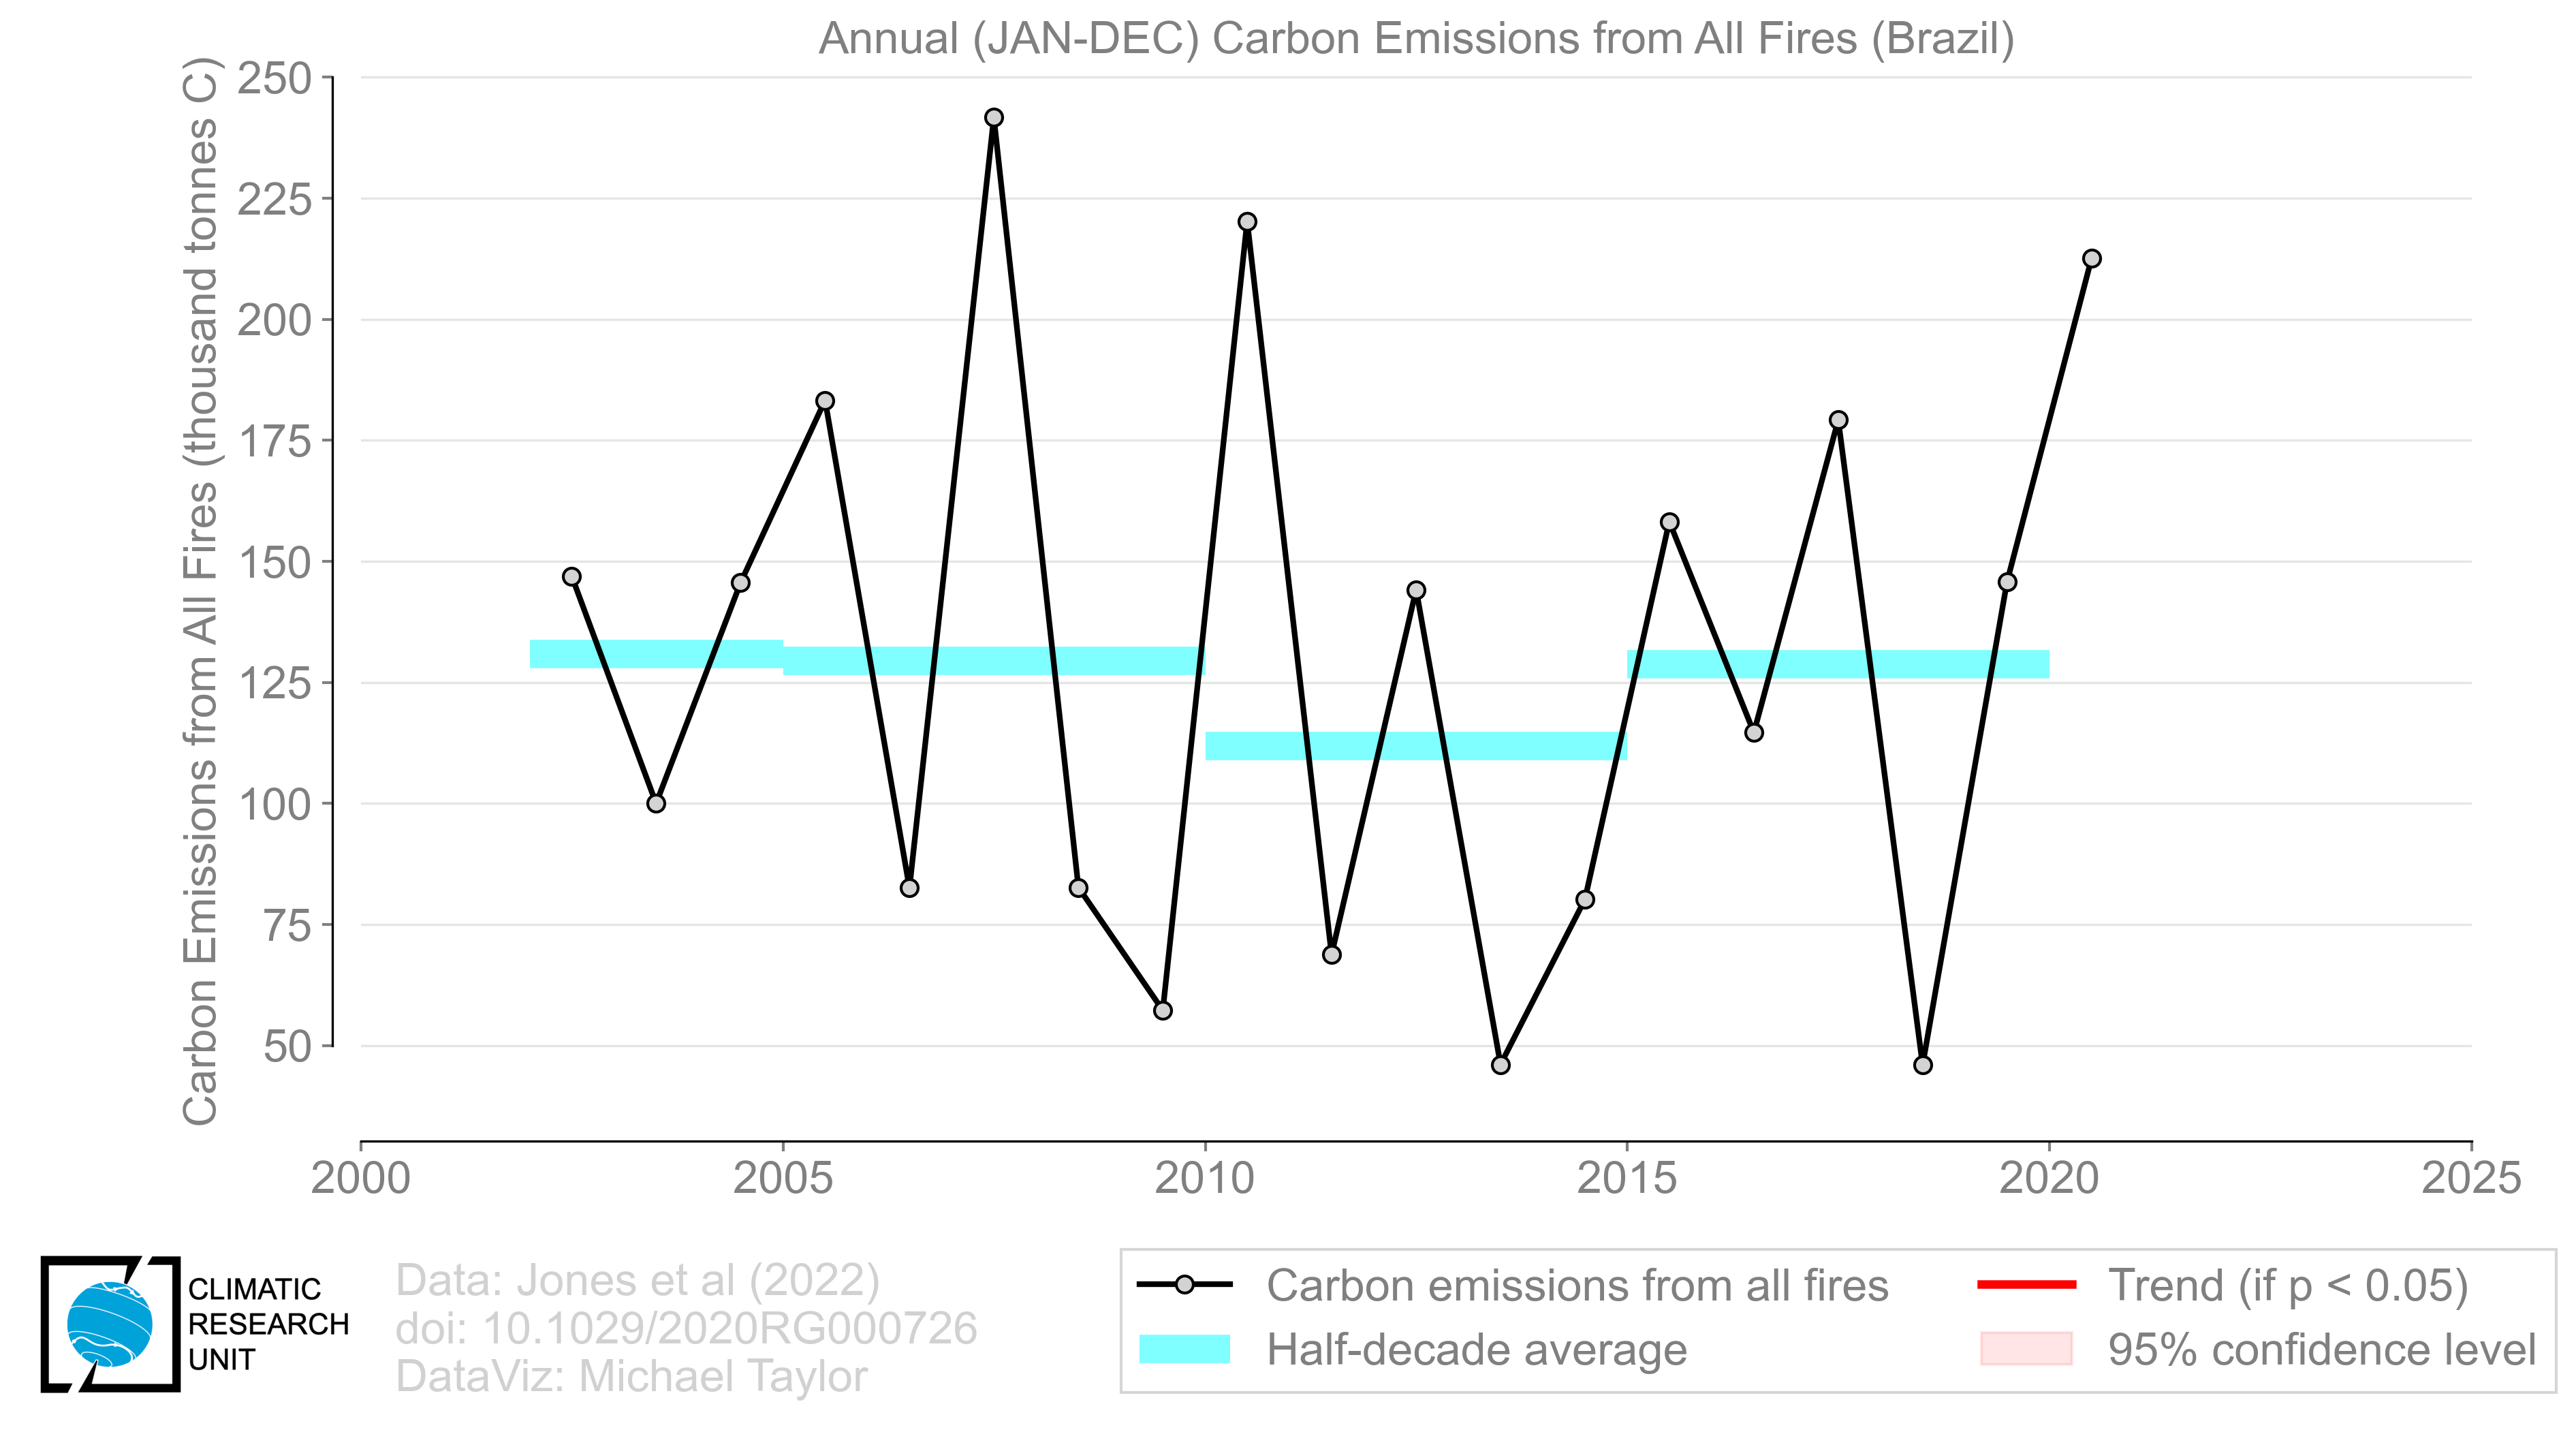 Annual (JAN-DEC) Carbon Emissions from All Fires (Brazil)
Carbon Emissions from All Fires (thousand tonnes C)
250
225
200
175
150
125
100
75
50
2000
2005
2010
2015
2020
2025
CLIMATIC
RESEARCH
UNIT
Data: Jones et al (2022)
doi: 10.1029/2020RG000726
DataViz: Michael Taylor
Carbon emissions from all fires
Half-decade average
Trend (if p < 0.05)
95% confidence level